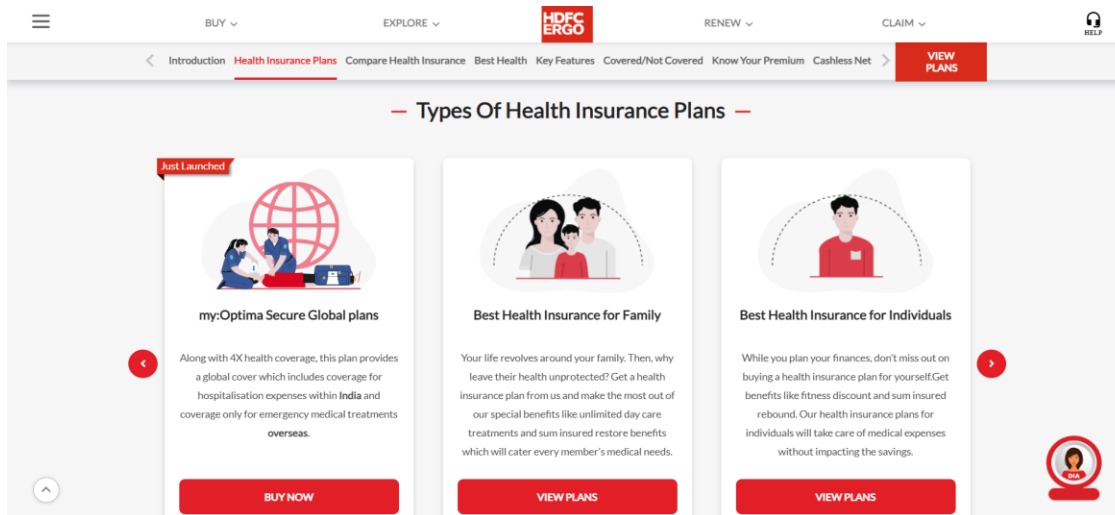 BUY
EXPLORE
HDFC
ERGO
RENEW
CLAIM
HELP
Introduction Health Insurance Plans Compare Health Insurance Best Health Key Features Covered/Not Covered Know Your Premium Cashless Net
VIEW
PLANS
Types Of Health Insurance Plans
Just Launched
my:Optima Secure Global plans
Along with 4X health coverage, this plan provides
a global cover which includes coverage for
hospitalisation expenses within India and
coverage only for emergency medical treatments
overseas.
BUY NOW
Best Health Insurance for Family
Your life revolves around your family. Then, why
leave their health unprotected? Get a health
insurance plan from us and make the most out of
our special benefits like unlimited day care
treatments and sum insured restore benefits
which will cater every member's medical needs.
VIEW PLANS
Best Health Insurance for Individuals
While you plan your finances, don't miss out on
buying a health insurance plan for yourself.Get
benefits like fitness discount and sum insured
rebound. Our health insurance plans for
individuals will take care of medical expenses
without impacting the savings.
VIEW PLANS
DIA